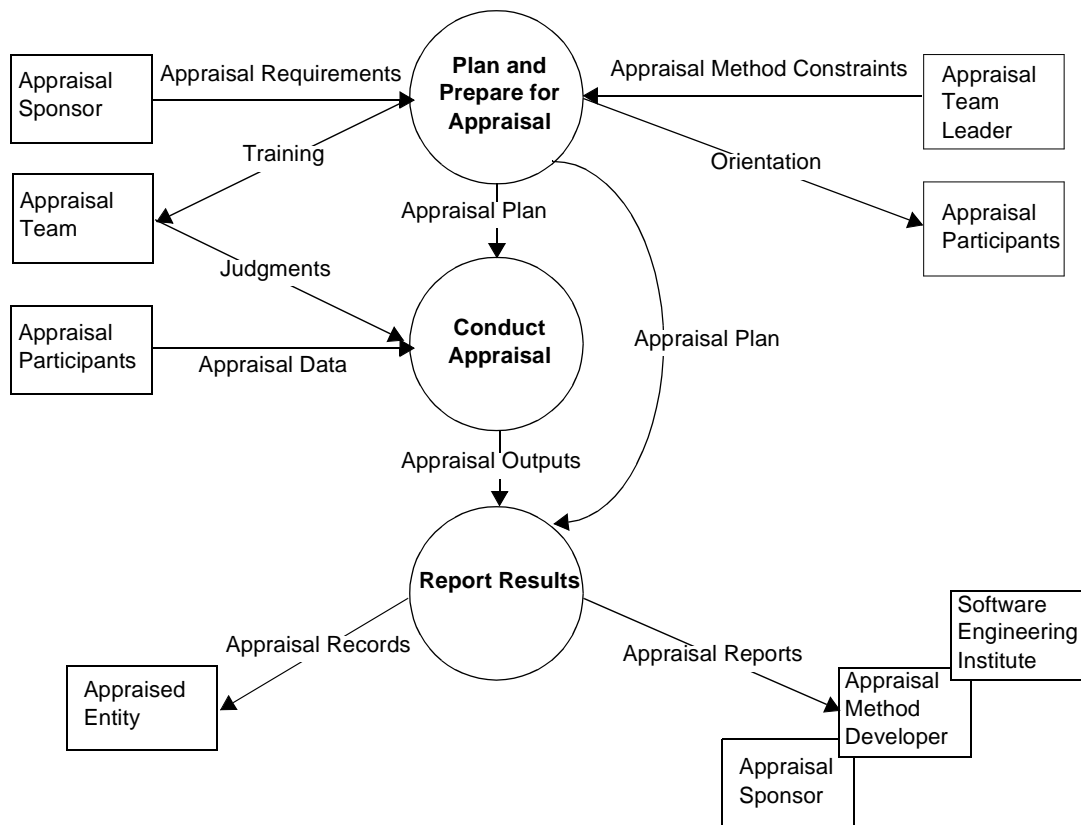 Appraisal
Sponsor
Appraisal Requirements
Plan and
Prepare for
Appraisal
Appraisal Method Constraints
Appraisal
Team
Leader
Training
Orientation
Appraisal
Team
Appraisal Plan
Appraisal
Participants
Judgments
Appraisal
Participants
Appraisal Data
Conduct
Appraisal
Appraisal Plan
Appraisal Outputs
Report Results
Appraisal Records
Appraisal Reports
Appraised
Entity
Software
Engineering
Institute
Appraisal
Method
Developer
Appraisal
Sponsor